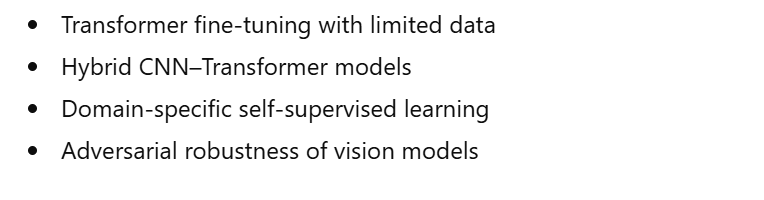 • Transformer fine-tuning with limited data
• Hybrid CNN–Transformer models
• Domain-specific self-supervised learning
• Adversarial robustness of vision models